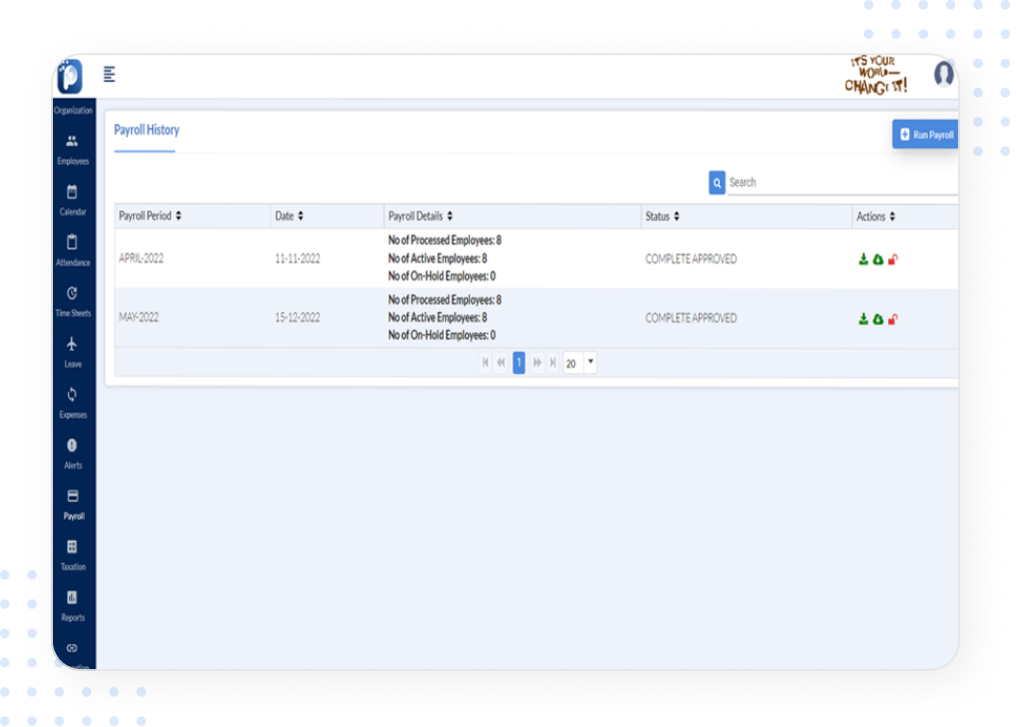 IT'S YOUR
WORLD—
CHANGE IT!
Organization
Employees
Calendar
Attendance
Time Sheets
Leave
Expenses
Alerts
Payroll
Taxation
Reports
Payroll History
Run Payroll
Search
Payroll Period Date Payroll Details Status Actions
APRIL-2022 11-11-2022 No of Processed Employees: 8 COMPLETE APPROVED
No of Active Employees: 8
No of On-Hold Employees: 0
MAY-2022 15-12-2022 No of Processed Employees: 8 COMPLETE APPROVED
No of Active Employees: 8
No of On-Hold Employees: 0
1 20